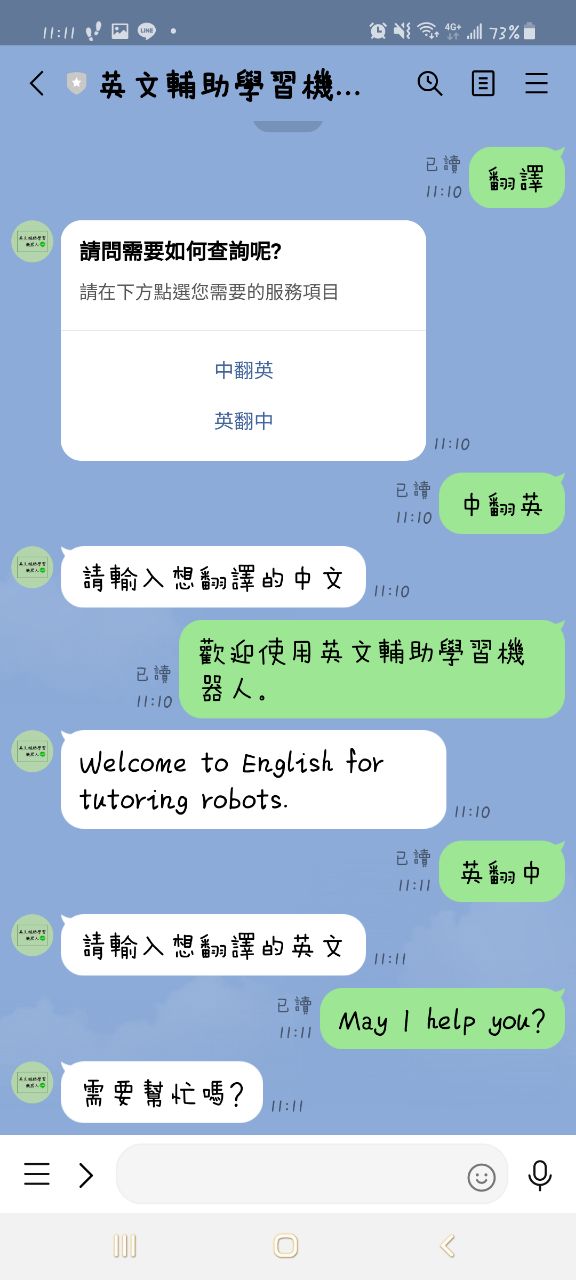 11:11
4G+
73%
英文輔助學習機...
翻譯
已讀
11:10
請問需要如何查詢呢?
請在下方點選您需要的服務項目
中翻英
英翻中
11:10
中翻英
已讀
11:10
請輸入想翻譯的中文
11:10
歡迎使用英文輔助學習機
器人。
已讀
11:10
Welcome to English for
tutoring robots.
11:10
英翻中
已讀
11:11
請輸入想翻譯的英文
11:11
May I help you?
已讀
11:11
需要幫忙嗎?
11:11